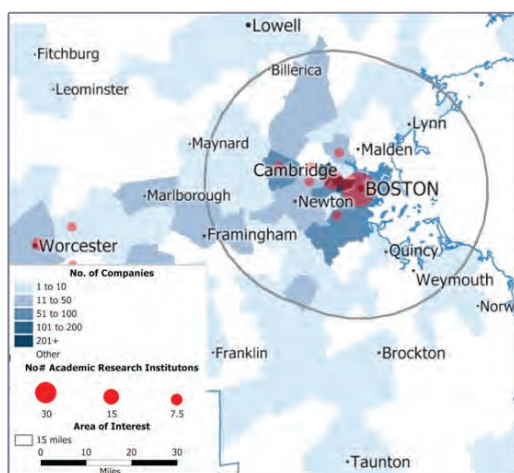 Lowell
Fitchburg
Billerica
Leominster
Lynn
Maynard
Malden
Cambridge
BOSTON
Marlborough
Newton
Worcester
Framingham
Quincy
Weymouth
Norw
No. of Companies
1 to 10
11 to 50
51 to 100
101 to 200
201+
Other
No# Academic Research Institutons
30 15 7.5
Area of Interest
15 miles
0 10 20 30
Miles
Franklin
Brockton
Taunton